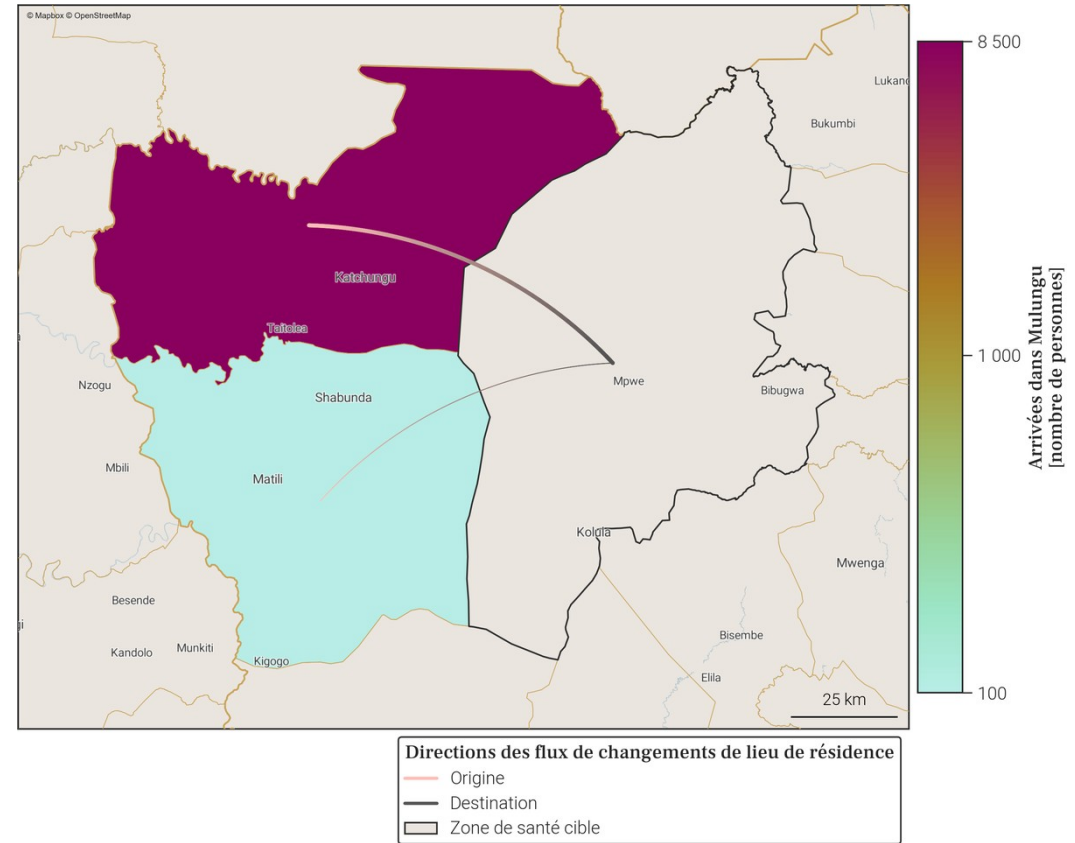 © Mapbox © OpenStreetMap
8 500
Bukumbi
Katchungu
Taitolea
1 000
Arrivées dans Mulungu
[nombre de personnes]
Nzogu
Mpwe
Bibugwa
Shabunda
Mbili
Matili
Kolula
Mwenga
Besende
Bisembe
Kandolo
Munkiti
Kigogo
Elila
100
25 km
Directions des flux de changements de lieu de résidence
Origine
Destination
Zone de santé cible